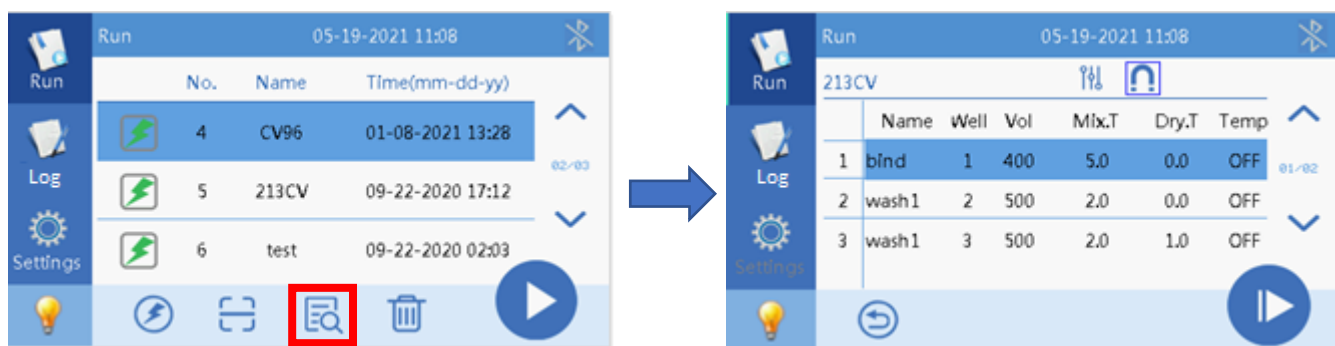 Run 05-19-2021 11:08
Run
No. Name Time(mm-dd-yy)
4 CV96 01-08-2021 13:28
02/03
Log
5 213CV 09-22-2020 17:12
6 test 09-22-2020 02:03
Settings
Run 05-19-2021 11:08
Run
213CV
Name Well Vol Mix.T Dry.T Temp
1 bind 1 400 5.0 0.0 OFF
01/02
Log
2 wash1 2 500 2.0 0.0 OFF
3 wash1 3 500 2.0 1.0 OFF
Settings